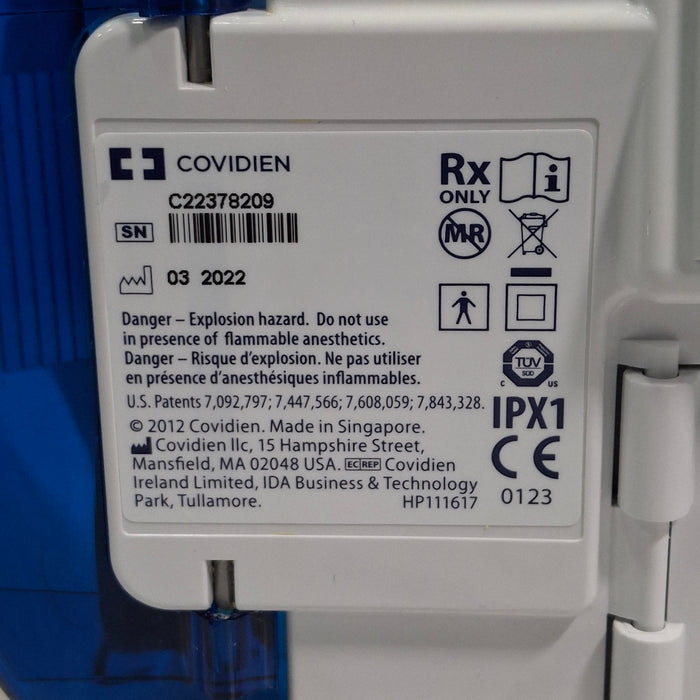 COVIDIEN
C22378209
SN
03 2022
Rx
ONLY
i
MR
Danger – Explosion hazard. Do not use
in presence of flammable anesthetics.
Danger – Risque d'explosion. Ne pas utiliser
en présence d'anesthésiques inflammables.
U.S. Patents 7,092,797; 7,447,566; 7,608,059; 7,843,328.
© 2012 Covidien. Made in Singapore.
Covidien llc, 15 Hampshire Street,
Mansfield, MA 02048 USA. EC REP Covidien
Ireland Limited, IDA Business & Technology
Park, Tullamore. HP111617
TÜV
SÜD
C US
IPX1
CE
0123